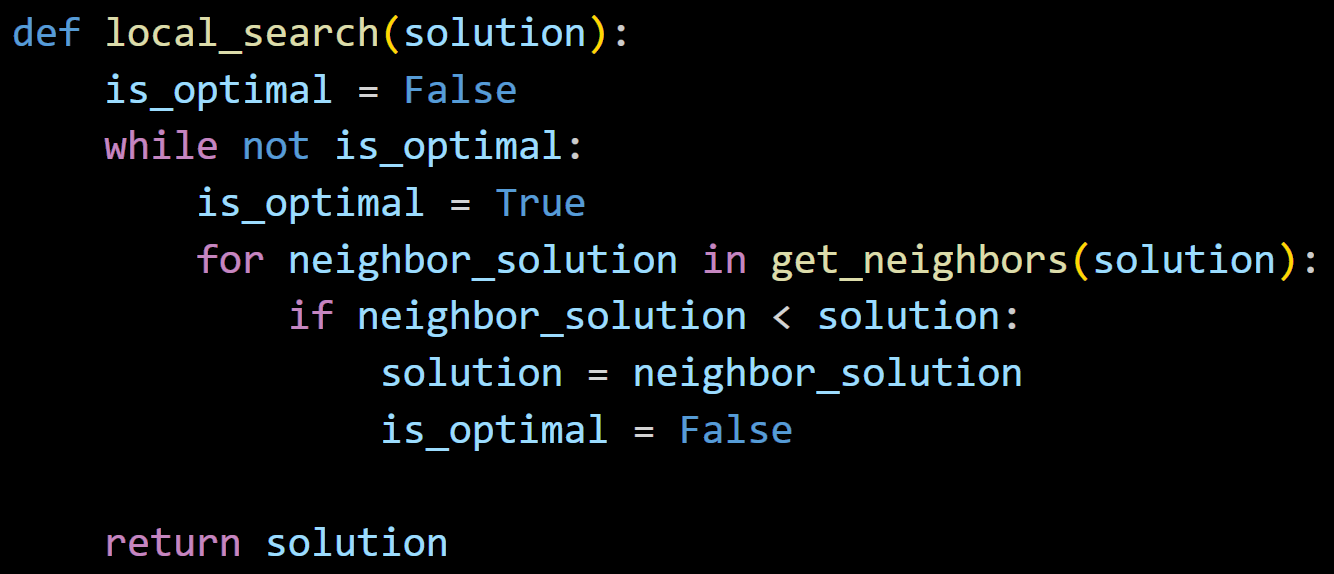 def local_search(solution):
    is_optimal = False
    while not is_optimal:
        is_optimal = True
        for neighbor_solution in get_neighbors(solution):
            if neighbor_solution < solution:
                solution = neighbor_solution
                is_optimal = False
    return solution